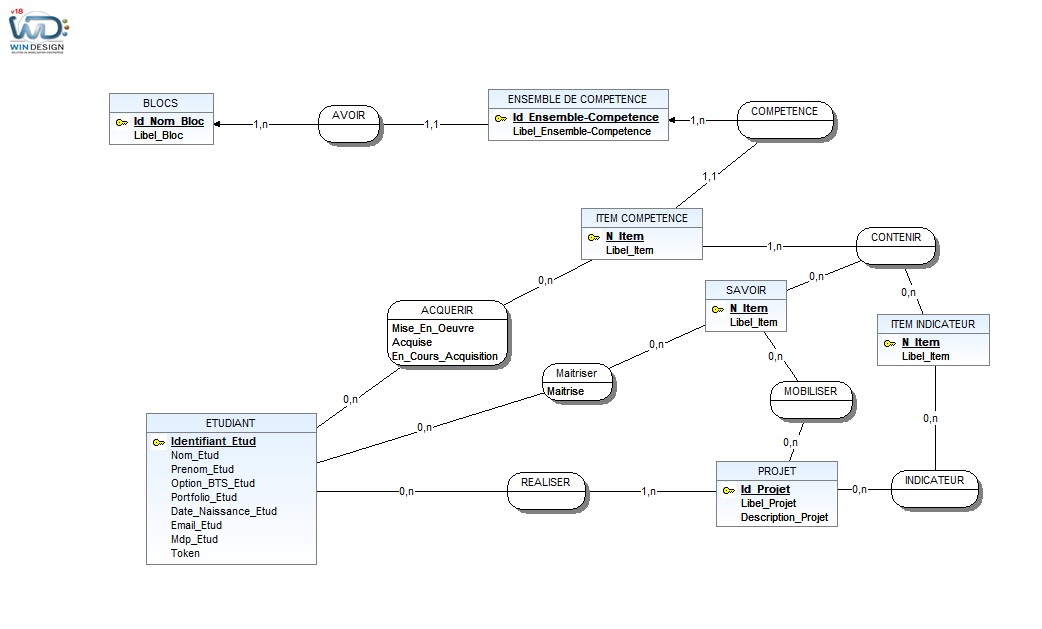 v18
WIN DESIGN
BLOCS
Id_Nom_Bloc
Libel_Bloc
1,n
AVOIR
1,1
ENSEMBLE DE COMPETENCE
Id_Ensemble-Competence
Libel_Ensemble-Competence
1,n
COMPETENCE
1,1
ITEM COMPETENCE
N_Item
Libel_Item
1,n
CONTENIR
0,n
0,n
0,n
SAVOIR
N_Item
Libel_Item
ITEM INDICATEUR
N_Item
Libel_Item
ACQUERIR
Mise_En_Oeuvre
Acquise
En_Cours_Acquisition
0,n
0,n
Maitriser
Maitrise
0,n
MOBILISER
0,n
0,n
0,n
ETUDIANT
Identifiant_Etud
Nom_Etud
Prenom_Etud
Option_BTS_Etud
Portfolio_Etud
Date_Naissance_Etud
Email_Etud
Mdp_Etud
Token
0,n
REALISER
1,n
PROJET
Id_Projet
Libel_Projet
Description_Projet
0,n
INDICATEUR
0,n